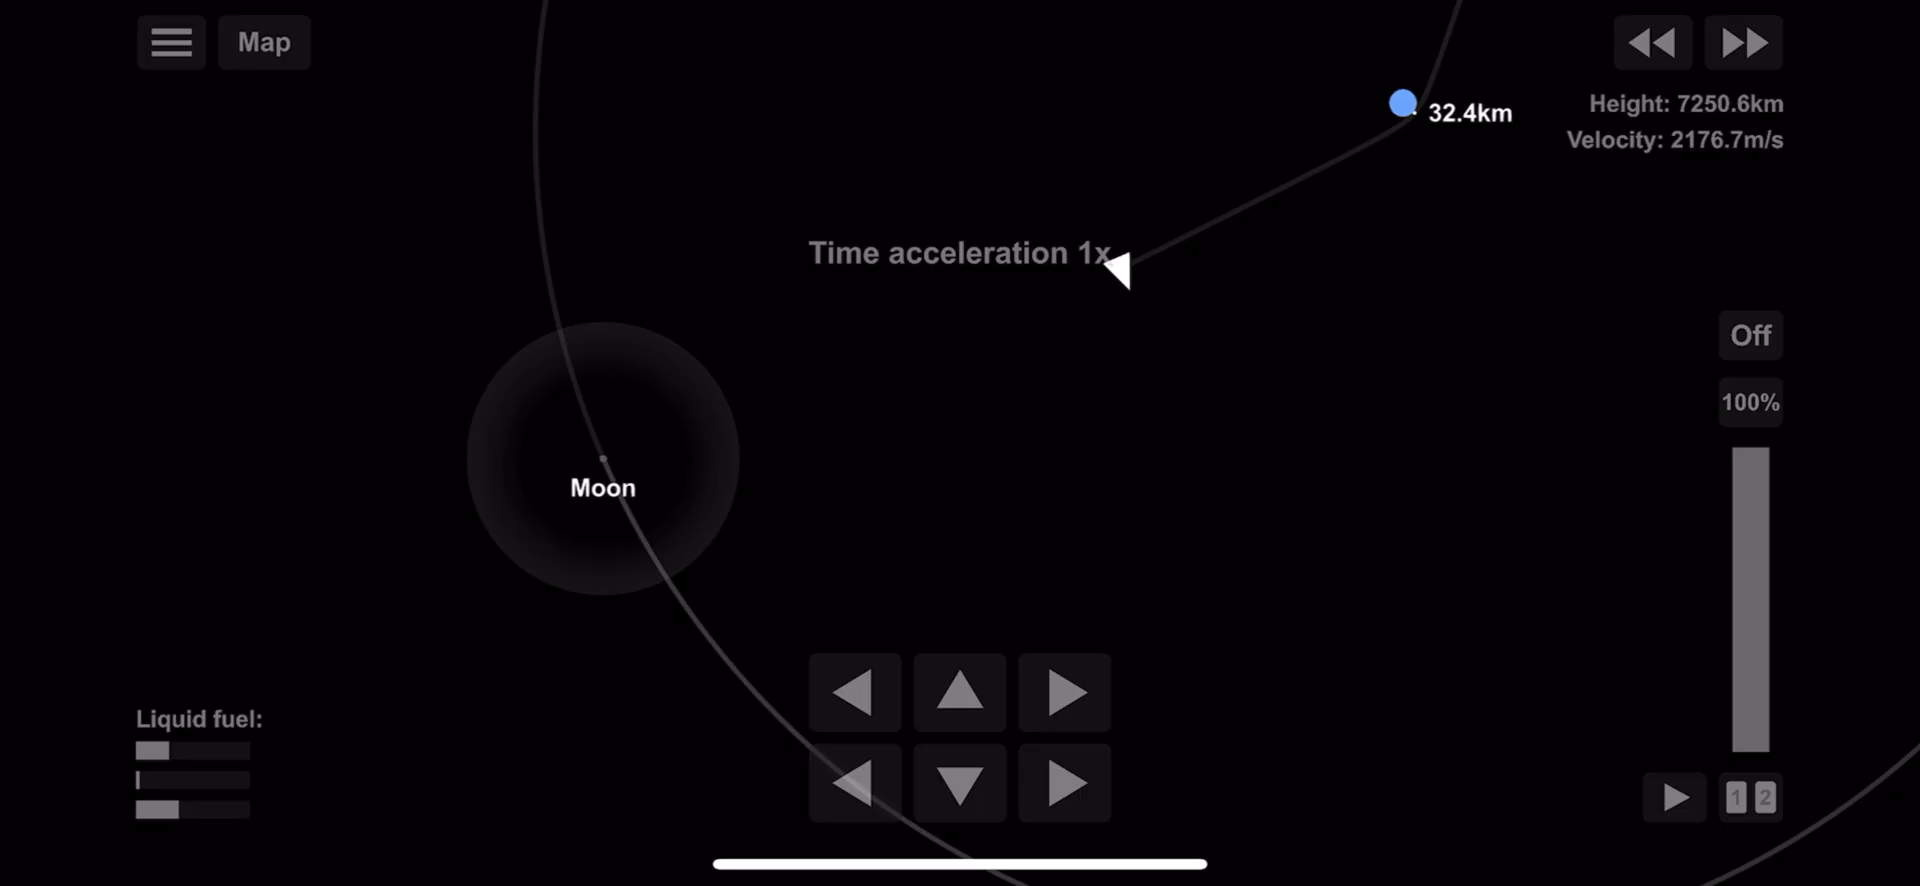 Map
Height: 7250.6km
32.4km
Velocity: 2176.7m/s
Time acceleration 1x
Off
100%
Moon
Liquid fuel:
1 2